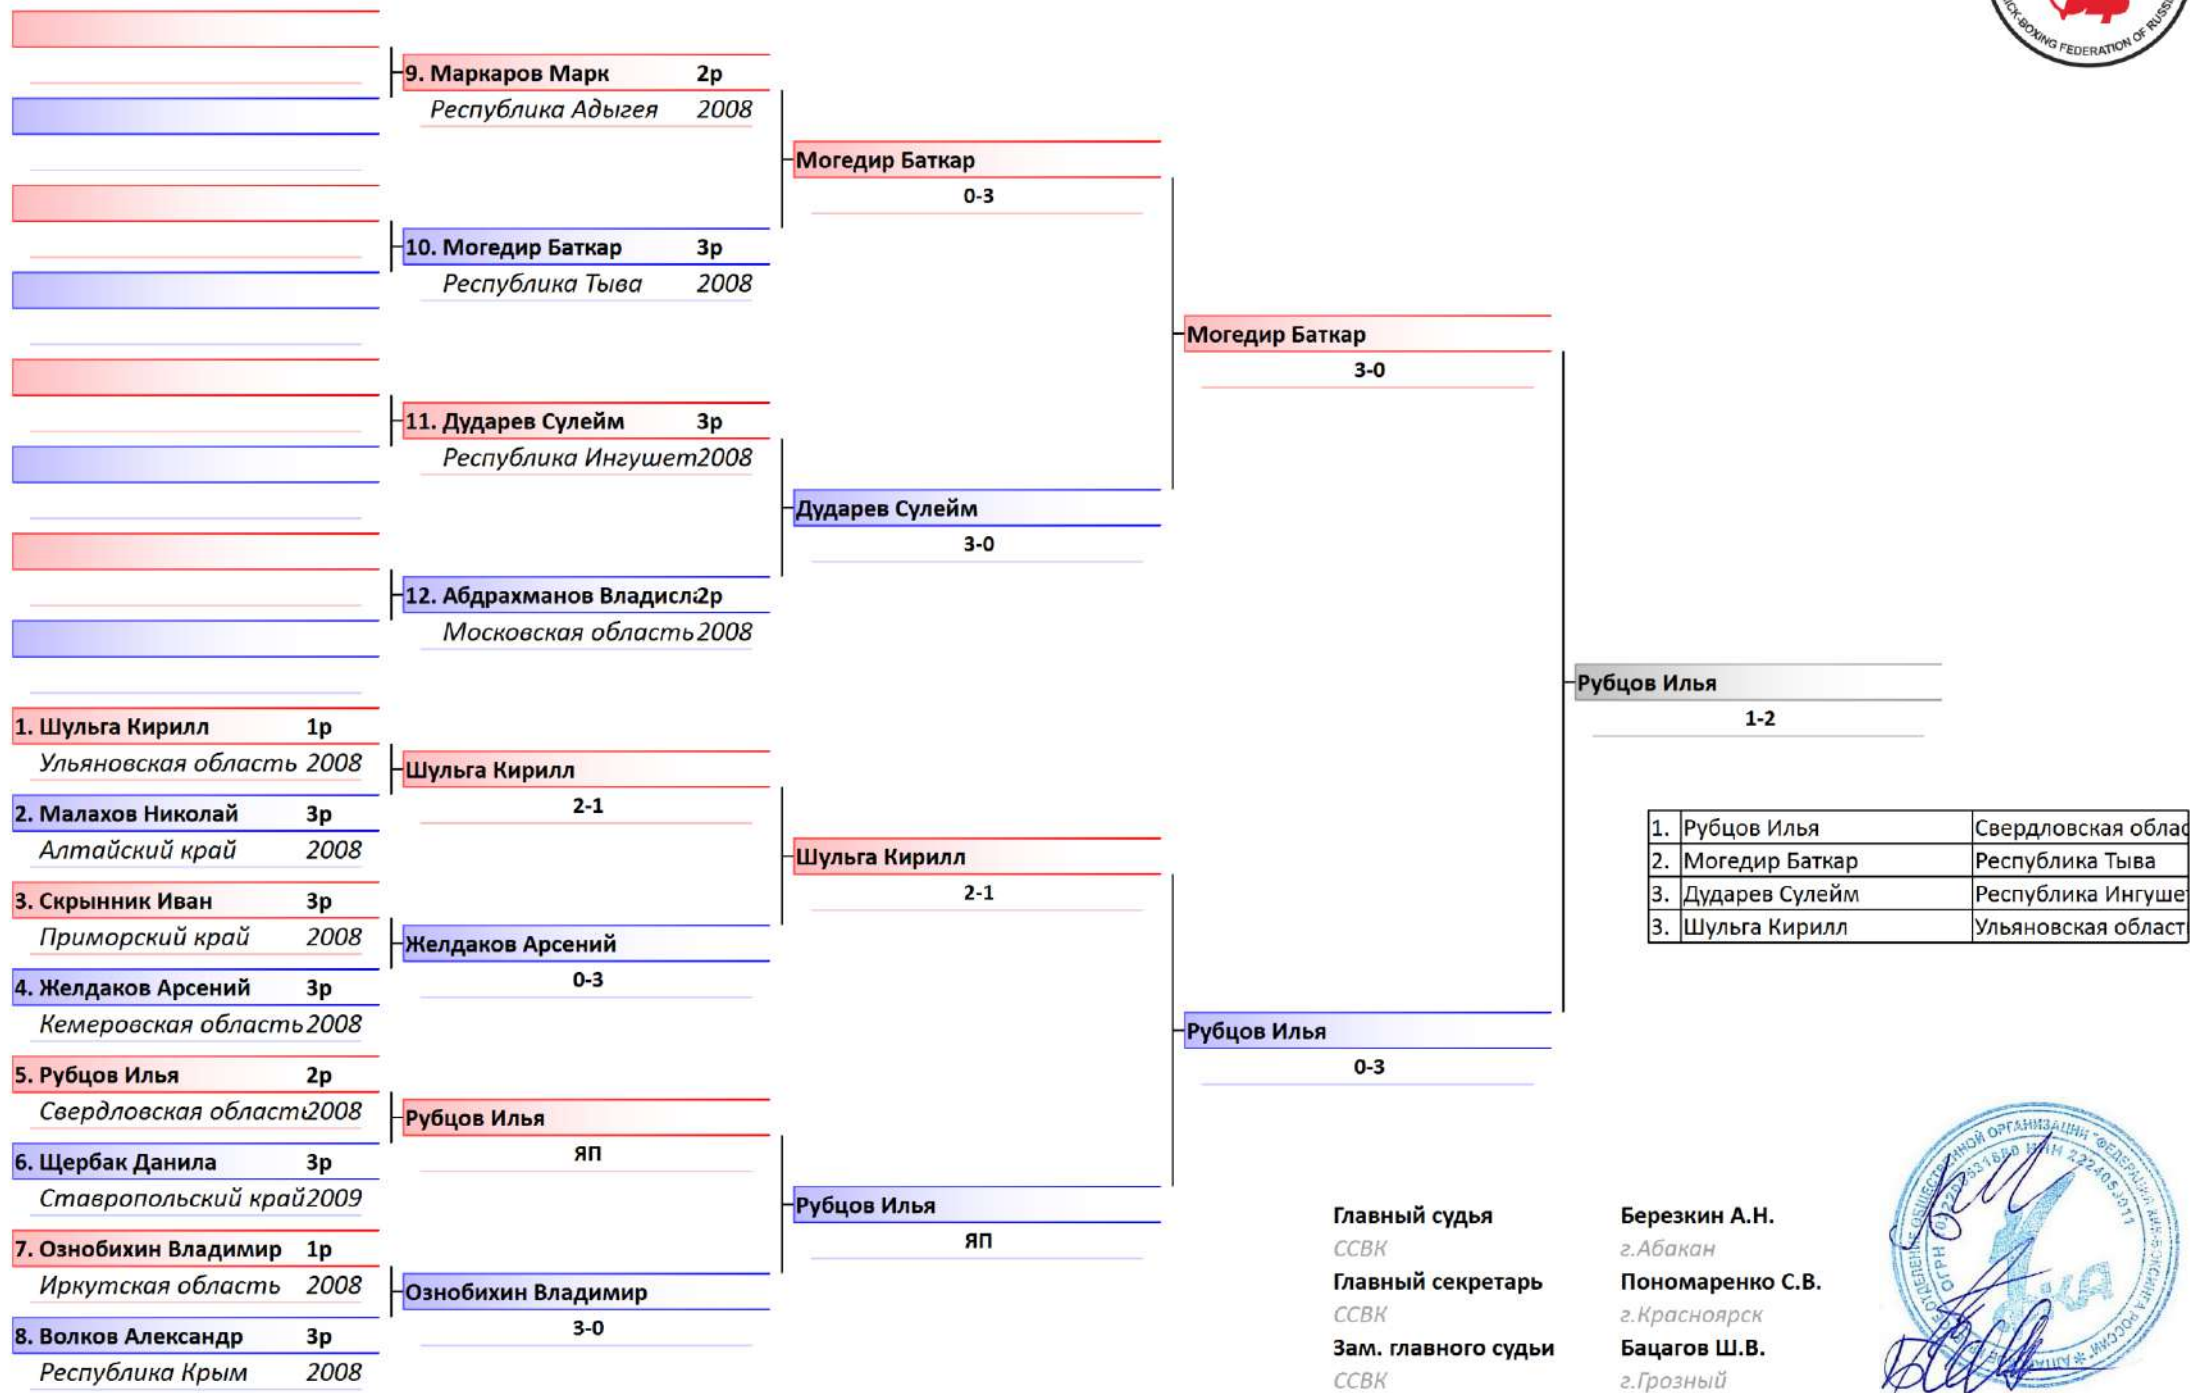 KICK-BOXING FEDERATION OF RUSSIA
9. Маркаров Марк 2р
Республика Адыгея 2008
Могедир Баткар
0-3
10. Могедир Баткар 3р
Республика Тыва 2008
Могедир Баткар
3-0
11. Дударев Сулейм 3р
Республика Ингушет2008
Дударев Сулейм
3-0
12. Абдрахманов Владисла2р
Московская область 2008
Рубцов Илья
1-2
1. Шульга Кирилл 1р
Ульяновская область 2008
Шульга Кирилл
2-1
2. Малахов Николай 3р
Алтайский край 2008
Шульга Кирилл
2-1
3. Скрынник Иван 3р
Приморский край 2008
Желдаков Арсений
0-3
4. Желдаков Арсений 3р
Кемеровская область 2008
Рубцов Илья
0-3
5. Рубцов Илья 2р
Свердловская область2008
Рубцов Илья
ЯП
6. Щербак Данила 3р
Ставропольский край2009
Рубцов Илья
ЯП
7. Ознобихин Владимир 1р
Иркутская область 2008
Ознобихин Владимир
3-0
8. Волков Александр 3р
Республика Крым 2008
1. Рубцов Илья Свердловская облас
2. Могедир Баткар Республика Тыва
3. Дударев Сулейм Республика Ингуше
3. Шульга Кирилл Ульяновская област
Главный судья Березкин А.Н.
ССВК г.Абакан
Главный секретарь Пономаренко С.В.
ССВК г.Красноярск
Зам. главного судьи Бацагов Ш.В.
ССВК г.Грозный